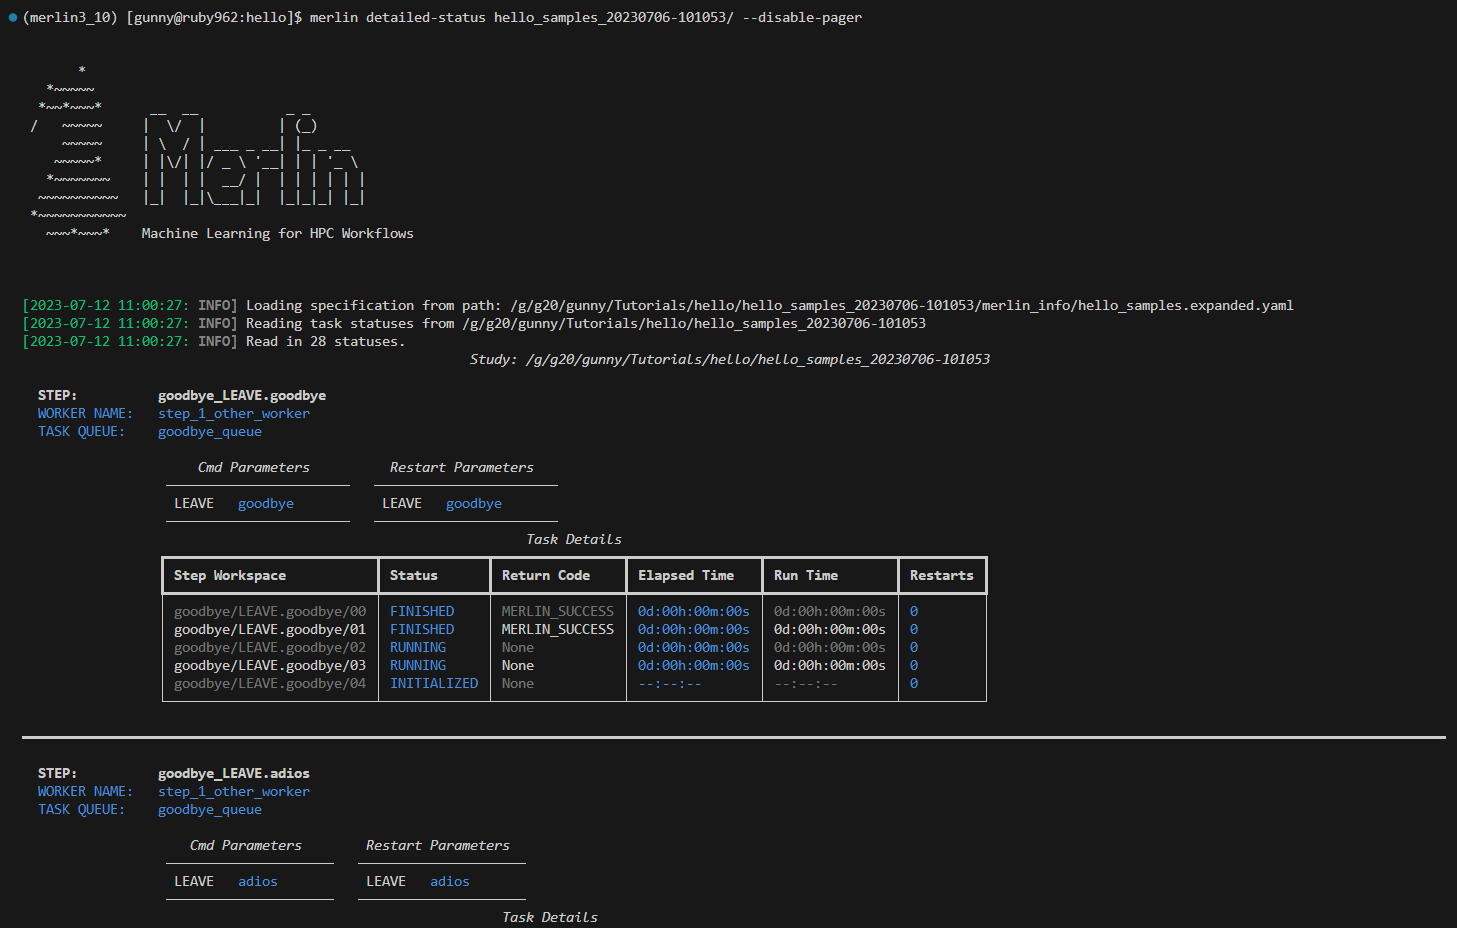 (merlin3_10) [gunny@ruby962:hello]$ merlin detailed-status hello_samples_20230706-101053/ --disable-pager
Merlin
Machine Learning for HPC Workflows
[2023-07-12 11:00:27: INFO] Loading specification from path: /g/g20/gunny/Tutorials/hello/hello_samples_20230706-101053/merlin_info/hello_samples.expanded.yaml
[2023-07-12 11:00:27: INFO] Reading task statuses from /g/g20/gunny/Tutorials/hello/hello_samples_20230706-101053
[2023-07-12 11:00:27: INFO] Read in 28 statuses.
Study: /g/g20/gunny/Tutorials/hello/hello_samples_20230706-101053
STEP: goodbye_LEAVE.goodbye
WORKER NAME: step_1_other_worker
TASK QUEUE: goodbye_queue
Cmd Parameters Restart Parameters
LEAVE goodbye LEAVE goodbye
Task Details
Step Workspace Status Return Code Elapsed Time Run Time Restarts
goodbye/LEAVE.goodbye/00 FINISHED MERLIN_SUCCESS 0d:00h:00m:00s 0d:00h:00m:00s 0
goodbye/LEAVE.goodbye/01 FINISHED MERLIN_SUCCESS 0d:00h:00m:00s 0d:00h:00m:00s 0
goodbye/LEAVE.goodbye/02 RUNNING None 0d:00h:00m:00s 0d:00h:00m:00s 0
goodbye/LEAVE.goodbye/03 RUNNING None 0d:00h:00m:00s 0d:00h:00m:00s 0
goodbye/LEAVE.goodbye/04 INITIALIZED None --:--:-- --:--:-- 0
STEP: goodbye_LEAVE.adios
WORKER NAME: step_1_other_worker
TASK QUEUE: goodbye_queue
Cmd Parameters Restart Parameters
LEAVE adios LEAVE adios
Task Details